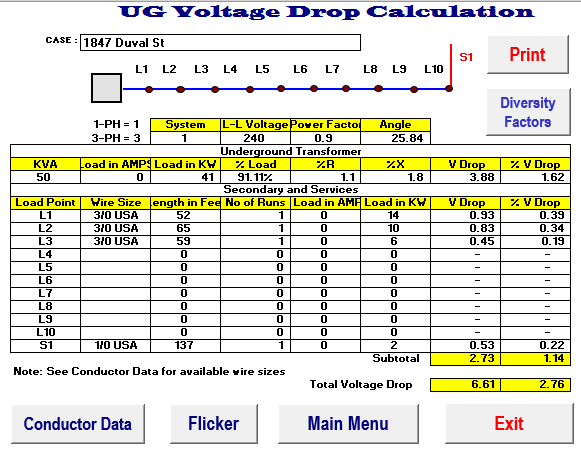 UG Voltage Drop Calculation
CASE : 1847 Duval St
S1 Print
L1 L2 L3 L4 L5 L6 L7 L8 L9 L10
Diversity
Factors
1-PH = 1 System L-L Voltage Power Facto Angle
3-PH = 3 1 240 0.9 25.84
Underground Transformer
KVA Load in AMPS Load in KW % Load %R %X V Drop % V Drop
50 0 41 91.11% 1.1 1.8 3.88 1.62
Secondary and Services
Load Point Wire Size ength in Fee No of Runs Load in AMP Load in KW V Drop % V Drop
L1 3/0 USA 52 1 0 14 0.93 0.39
L2 3/0 USA 65 1 0 10 0.83 0.34
L3 3/0 USA 59 1 0 6 0.45 0.19
L4 0 0 0 0 - -
L5 0 0 0 0 - -
L6 0 0 0 0 - -
L7 0 0 0 0 - -
L8 0 0 0 0 - -
L9 0 0 0 0 - -
L10 0 0 0 0 - -
S1 1/0 USA 137 1 0 2 0.53 0.22
Subtotal 2.73 1.14
Note: See Conductor Data for available wire sizes
Total Voltage Drop 6.61 2.76
Conductor Data Flicker Main Menu Exit